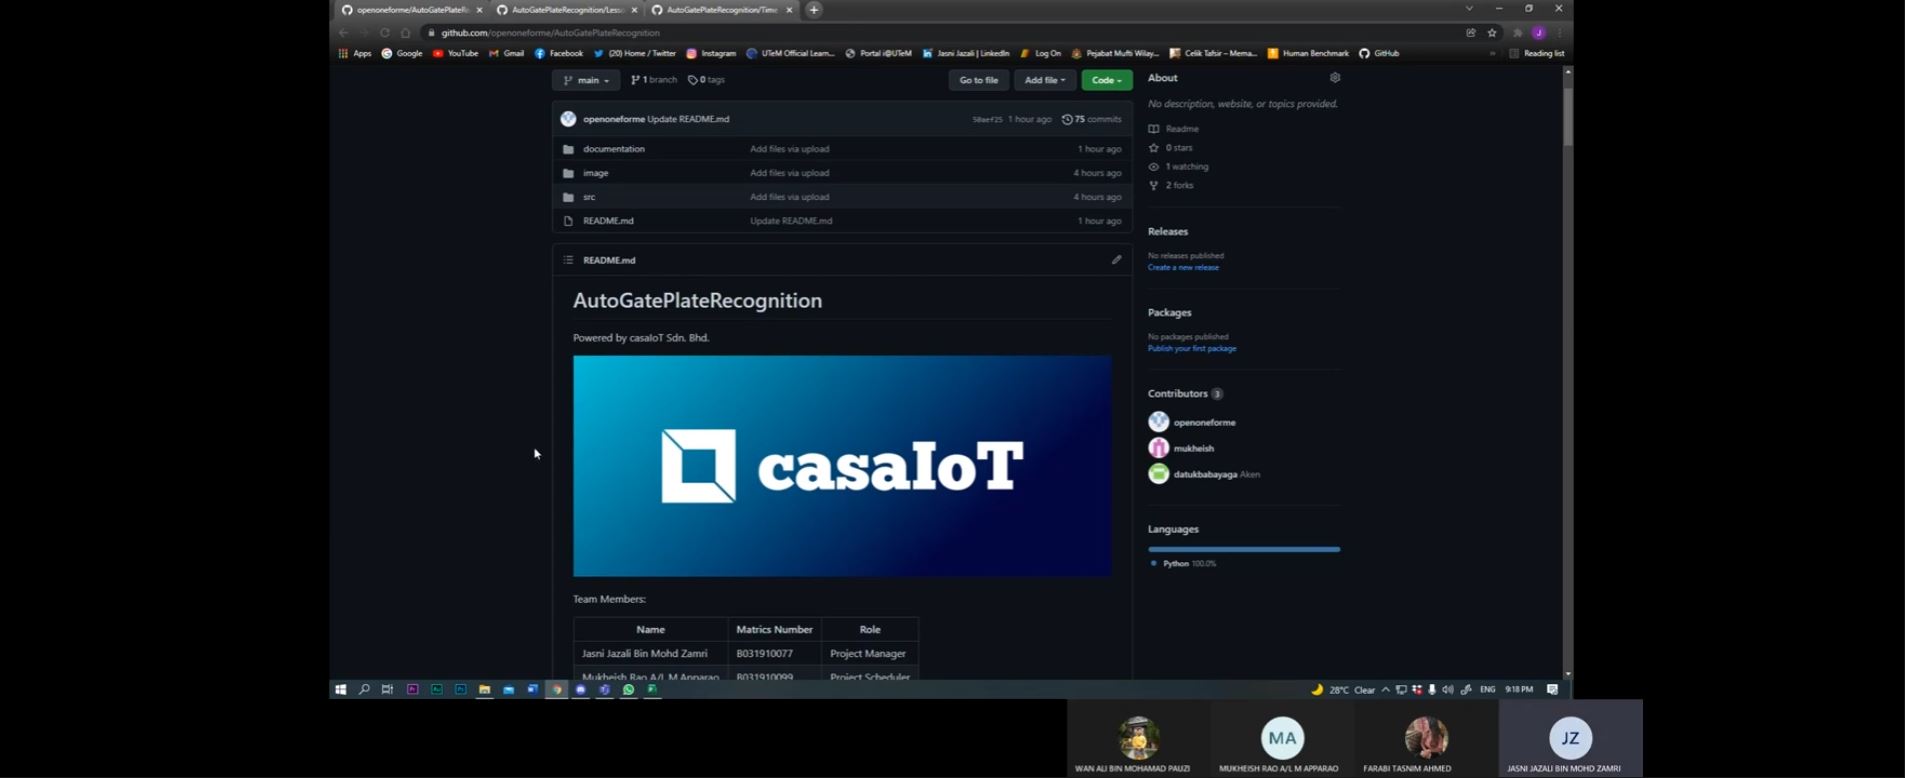 openoneforme/AutoGatePlateRe
AutoGatePlateRecognition/Lesso
AutoGatePlateRecognition/Time
github.com/openoneforme/AutoGatePlateRecognition
Apps Google YouTube Gmail Facebook (20) Home / Twitter Instagram UTeM Official Learn... Portal i@UTeM Jasni Jazali | LinkedIn Log On Pejabat Mufti Wilay... Celik Tafsir – Mema... Human Benchmark GitHub » Reading list
main 1 branch 0 tags Go to file Add file Code
openoneforme Update README.md 50aef25 1 hour ago 75 commits
documentation Add files via upload 1 hour ago
image Add files via upload 4 hours ago
src Add files via upload 4 hours ago
README.md Update README.md 1 hour ago
README.md
AutoGatePlateRecognition
Powered by casaIoT Sdn. Bhd.
casaIoT
Team Members:
Name Matrics Number Role
Jasni Jazali Bin Mohd Zamri B031910077 Project Manager
Mukheish Rao A/L M Apparao B031910099 Project Scheduler
About
No description, website, or topics provided.
Readme
0 stars
1 watching
2 forks
Releases
No releases published
Create a new release
Packages
No packages published
Publish your first package
Contributors 3
openoneforme
mukheish
datukbabayaga Aken
Languages
Python 100.0%
J
28°C Clear ENG 9:18 PM
MA
JZ
WAN ALI BIN MOHAMAD PAUZI
MUKHEISH RAO A/L M APPARAO
FARABI TASNIM AHMED
JASNI JAZALI BIN MOHD ZAMRI